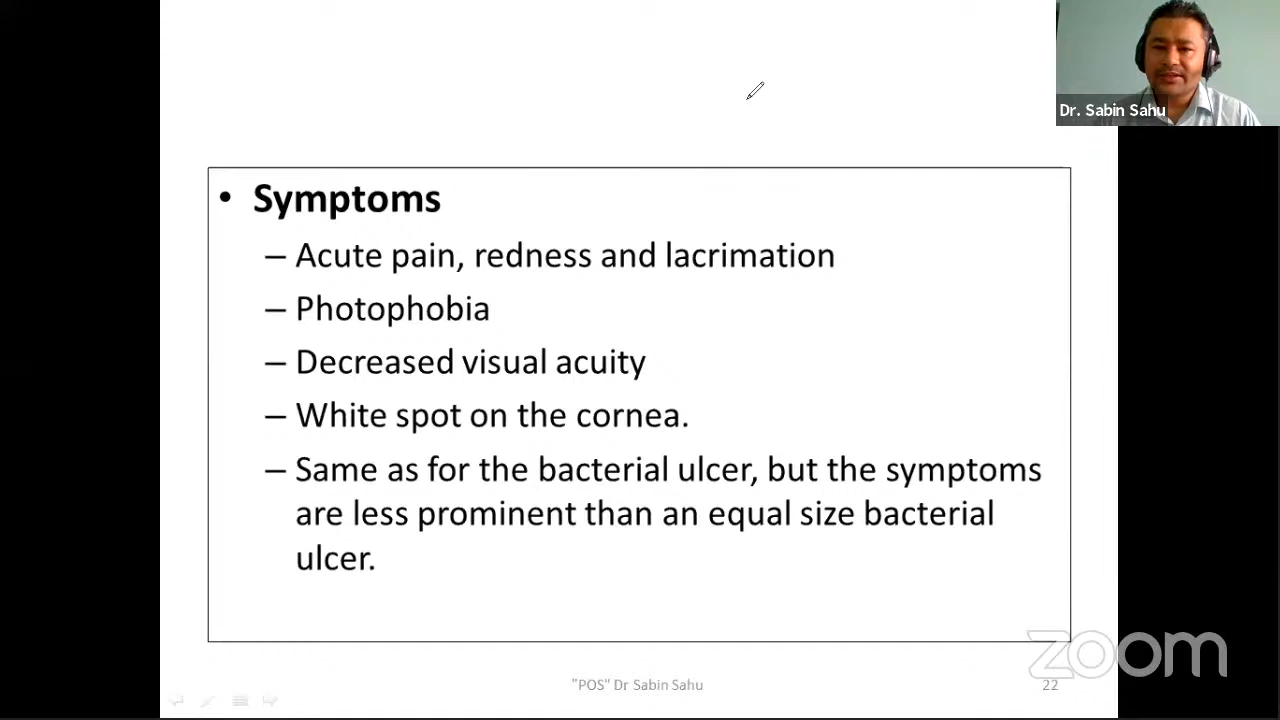 Dr. Sabin Sahu
• Symptoms
– Acute pain, redness and lacrimation
– Photophobia
– Decreased visual acuity
– White spot on the cornea.
– Same as for the bacterial ulcer, but the symptoms
are less prominent than an equal size bacterial
ulcer.
zoom
"POS" Dr Sabin Sahu
22